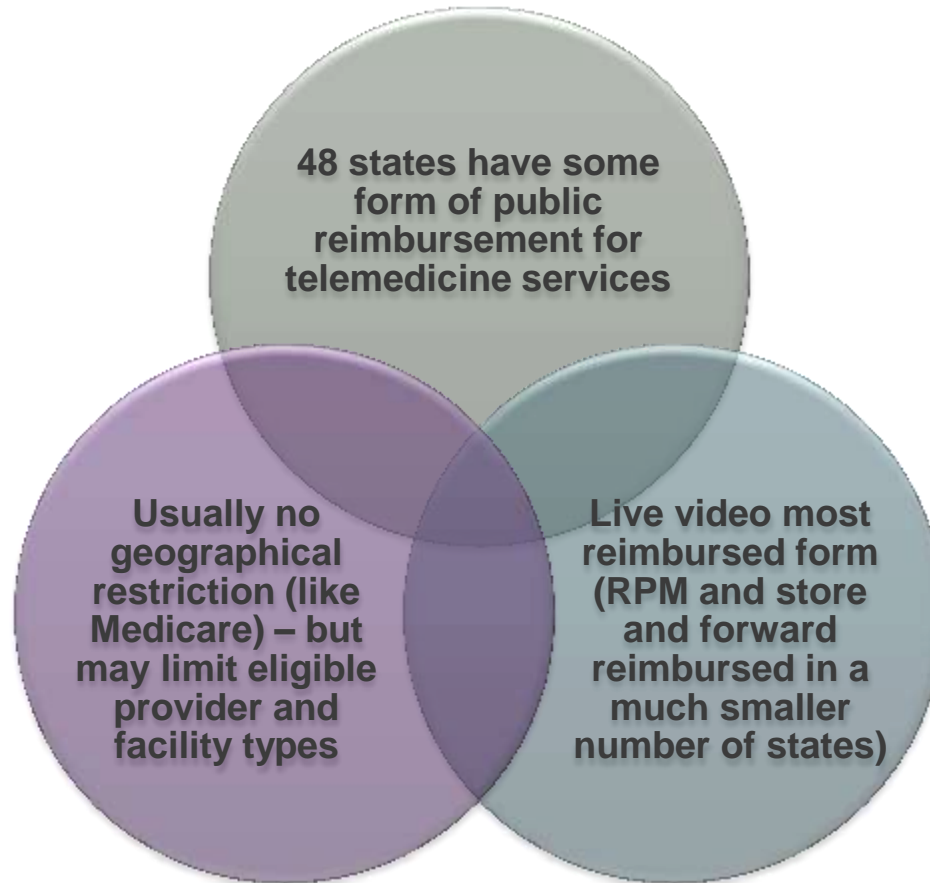 48 states have some
form of public
reimbursement for
telemedicine services
Usually no
geographical
restriction (like
Medicare) – but
may limit eligible
provider and
facility types
Live video most
reimbursed form
(RPM and store
and forward
reimbursed in a
much smaller
number of states)